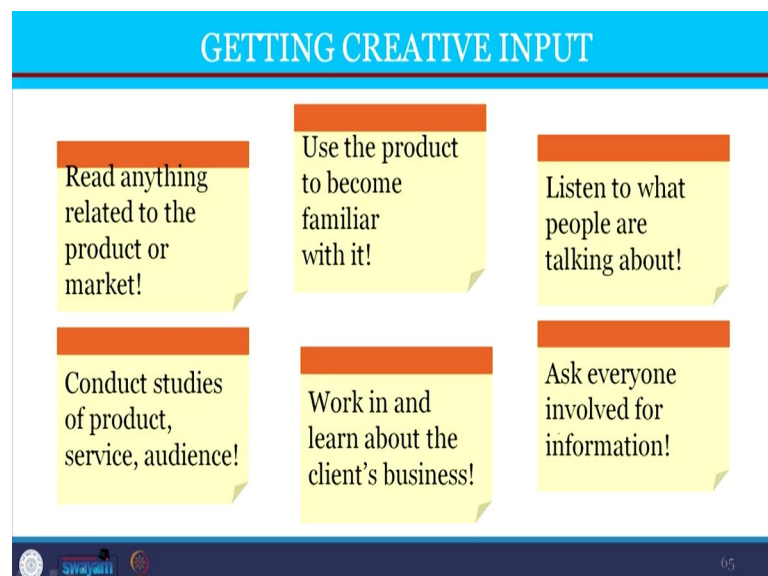 GETTING CREATIVE INPUT
Read anything
related to the
product or
market!
Use the product
to become
familiar
with it!
Listen to what
people are
talking about!
Conduct studies
of product,
service, audience!
Work in and
learn about the
client’s business!
Ask everyone
involved for
information!
swayam
65